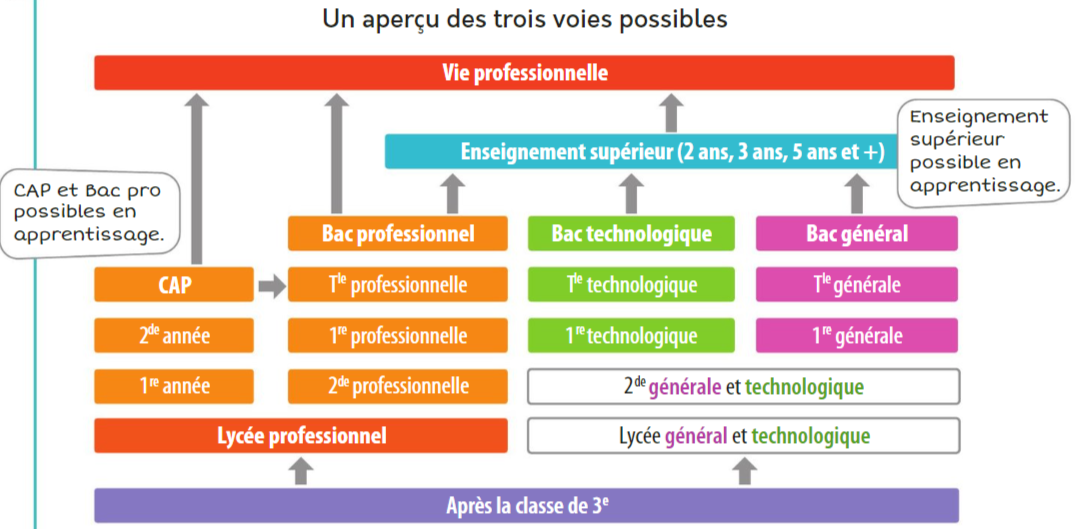 Un aperçu des trois voies possibles
Vie professionnelle
Enseignement
supérieur
possible en
apprentissage.
Enseignement supérieur (2 ans, 3 ans, 5 ans et +)
CAP et Bac pro
possibles en
apprentissage.
Bac professionnel
Bac technologique
Bac général
CAP
Tle professionnelle
Tle technologique
Tle générale
2de année
1re professionnelle
1re technologique
1re générale
1re année
2de professionnelle
2de générale et technologique
Lycée professionnel
Lycée général et technologique
Après la classe de 3e